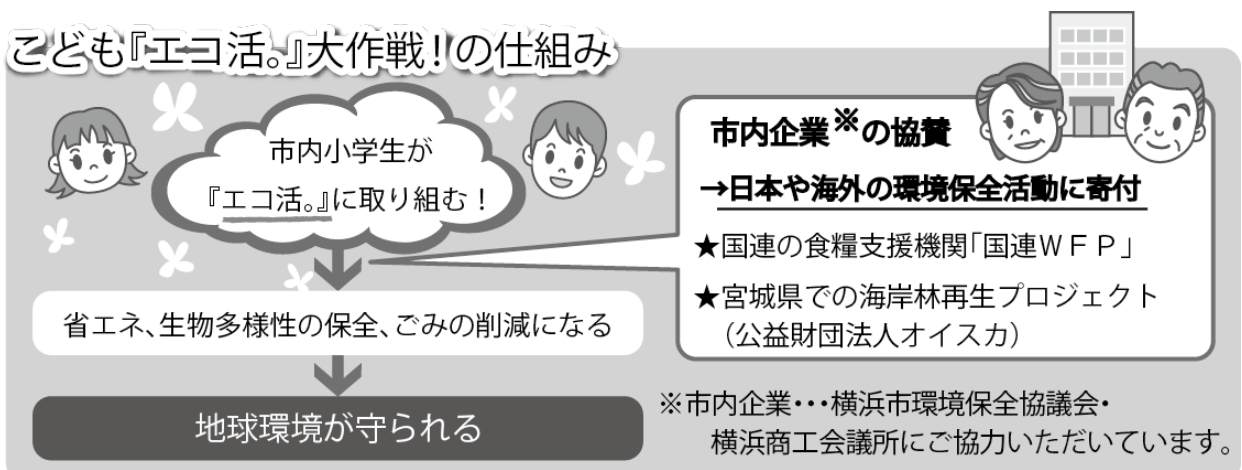 こども『エコ活。』大作戦！の仕組み
市内小学生が
『エコ活。』に取り組む！
省エネ、生物多様性の保全、ごみの削減になる
地球環境が守られる
市内企業※の協賛
→日本や海外の環境保全活動に寄付
★国連の食糧支援機関「国連ＷＦＰ」
★宮城県での海岸林再生プロジェクト
（公益財団法人オイスカ）
※市内企業・・・横浜市環境保全協議会・
横浜商工会議所にご協力いただいています。